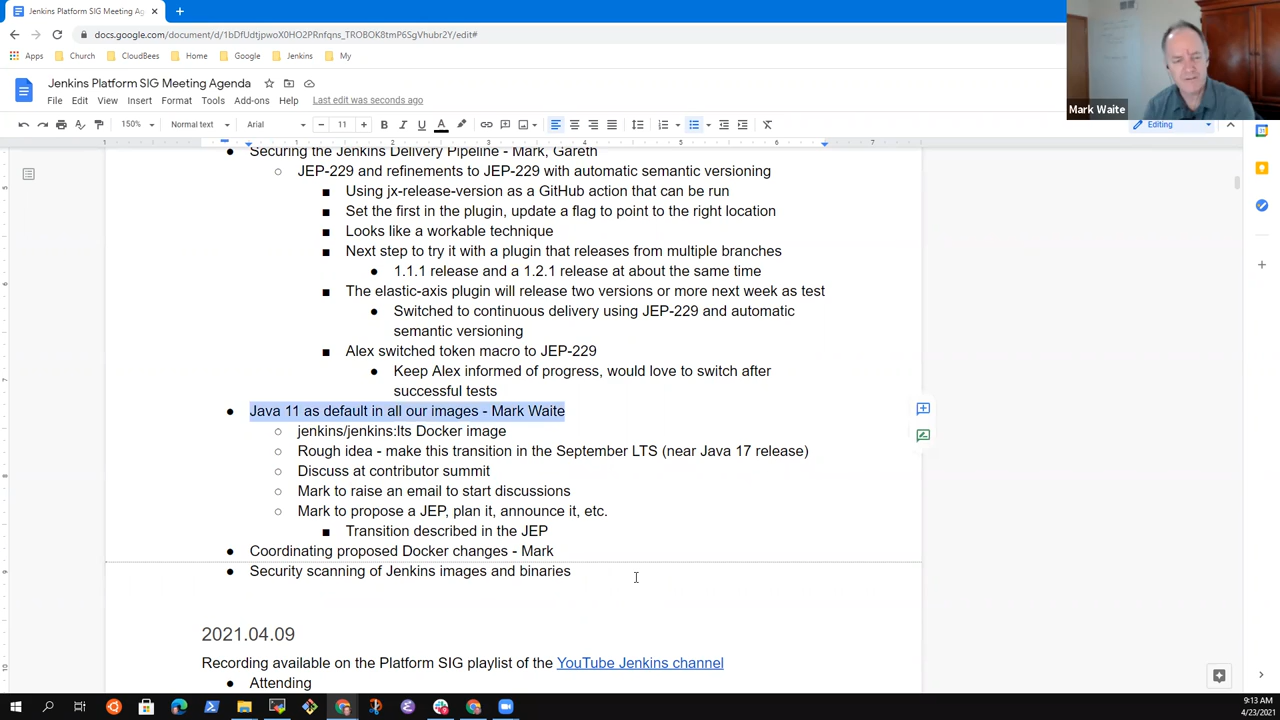 Jenkins Platform SIG Meeting Age
docs.google.com/document/d/1bDfUdtjpwoX0HO2PRnfqns_TROBOK8tmP6SgVhubr2Y/edit#
Apps Church CloudBees Home Google Jenkins My
Jenkins Platform SIG Meeting Agenda
File Edit View Insert Format Tools Add-ons Help Last edit was seconds ago
Mark Waite
150% Normal text Arial 11 Editing
1 1 2 3 4 5 6 7
Securing the Jenkins Delivery Pipeline - Mark, Gareth
JEP-229 and refinements to JEP-229 with automatic semantic versioning
Using jx-release-version as a GitHub action that can be run
Set the first in the plugin, update a flag to point to the right location
Looks like a workable technique
Next step to try it with a plugin that releases from multiple branches
1.1.1 release and a 1.2.1 release at about the same time
The elastic-axis plugin will release two versions or more next week as test
Switched to continuous delivery using JEP-229 and automatic
semantic versioning
Alex switched token macro to JEP-229
Keep Alex informed of progress, would love to switch after
successful tests
Java 11 as default in all our images - Mark Waite
jenkins/jenkins:lts Docker image
Rough idea - make this transition in the September LTS (near Java 17 release)
Discuss at contributor summit
Mark to raise an email to start discussions
Mark to propose a JEP, plan it, announce it, etc.
Transition described in the JEP
Coordinating proposed Docker changes - Mark
Security scanning of Jenkins images and binaries
2021.04.09
Recording available on the Platform SIG playlist of the YouTube Jenkins channel
Attending
9:13 AM
4/23/2021